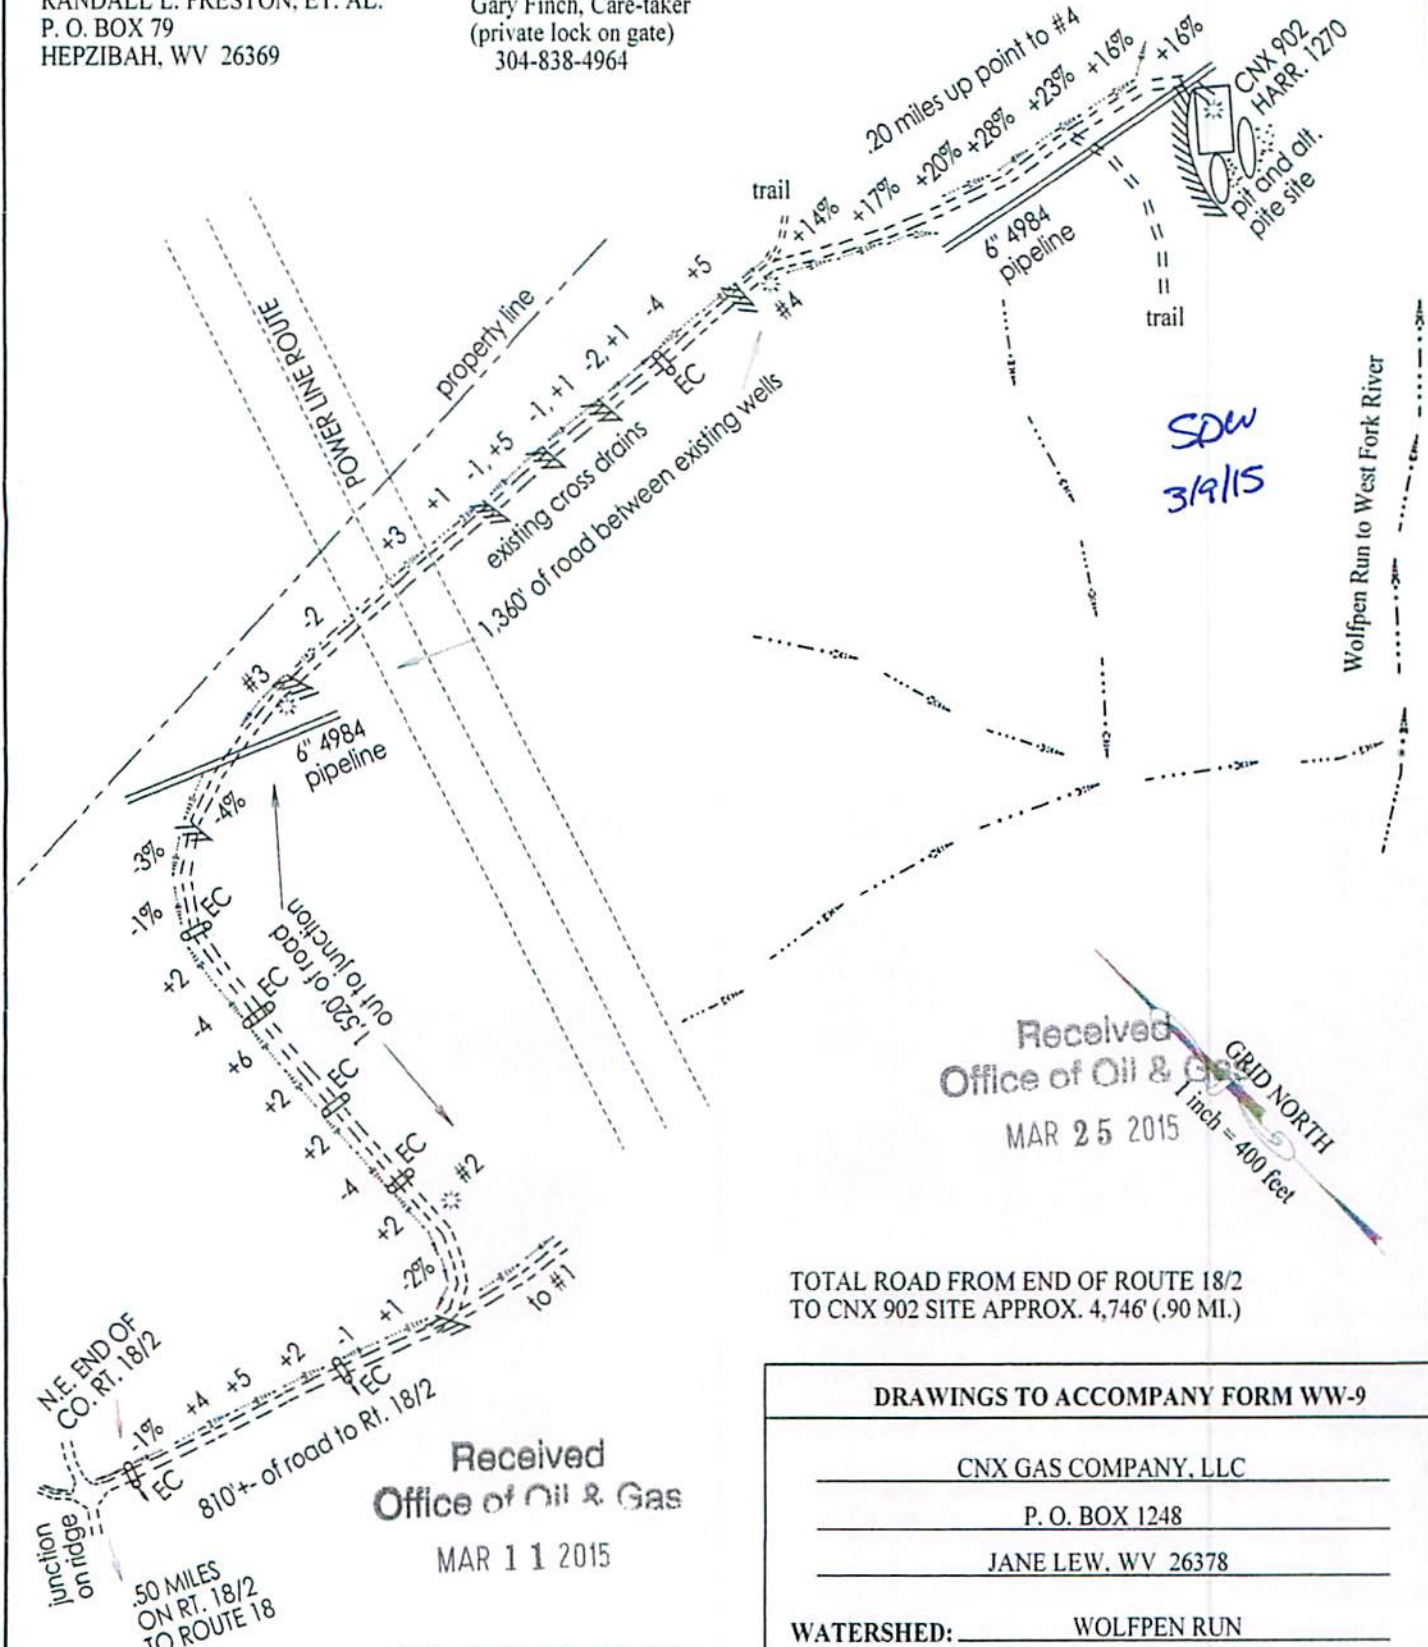 RANDALL L. PRESTON, ET. AL.
P. O. BOX 79
HEPZIBAH, WV 26369
Gary Finch, Care-taker
(private lock on gate)
304-838-4964
.20 miles up point to #4
+14%
+17%
+20%
+28%
+23%
+16%
+16%
CNX 902
HARR. 1270
pit and alt.
pite site
trail
6" 4984
pipeline
trail
#4
POWER LINE ROUTE
property line
+5
-4
-2, +1
-1, +1
-1, +5
+1
+3
-2
EC
existing cross drains
1,360' of road between existing wells
SDW
3/9/15
Wolfpen Run to West Fork River
#3
6" 4984
pipeline
-4%
-3%
-1%
EC
+2
EC
-4
+6
EC
+2
+2
EC
-4
#2
+2
-2%
1,520' of road
out to junction
to #1
+1
-1
EC
+2
+5
+4
-1%
EC
N.E. END OF
CO. RT. 18/2
810'+- of road to Rt. 18/2
junction
on ridge
.50 MILES
ON RT. 18/2
TO ROUTE 18
Received
Office of Oil & Gas
MAR 25 2015
GRID NORTH
1 inch = 400 feet
TOTAL ROAD FROM END OF ROUTE 18/2
TO CNX 902 SITE APPROX. 4,746' (.90 MI.)
Received
Office of Oil & Gas
MAR 11 2015
DRAWINGS TO ACCOMPANY FORM WW-9
CNX GAS COMPANY, LLC
P. O. BOX 1248
JANE LEW, WV 26378
WATERSHED: WOLFPEN RUN